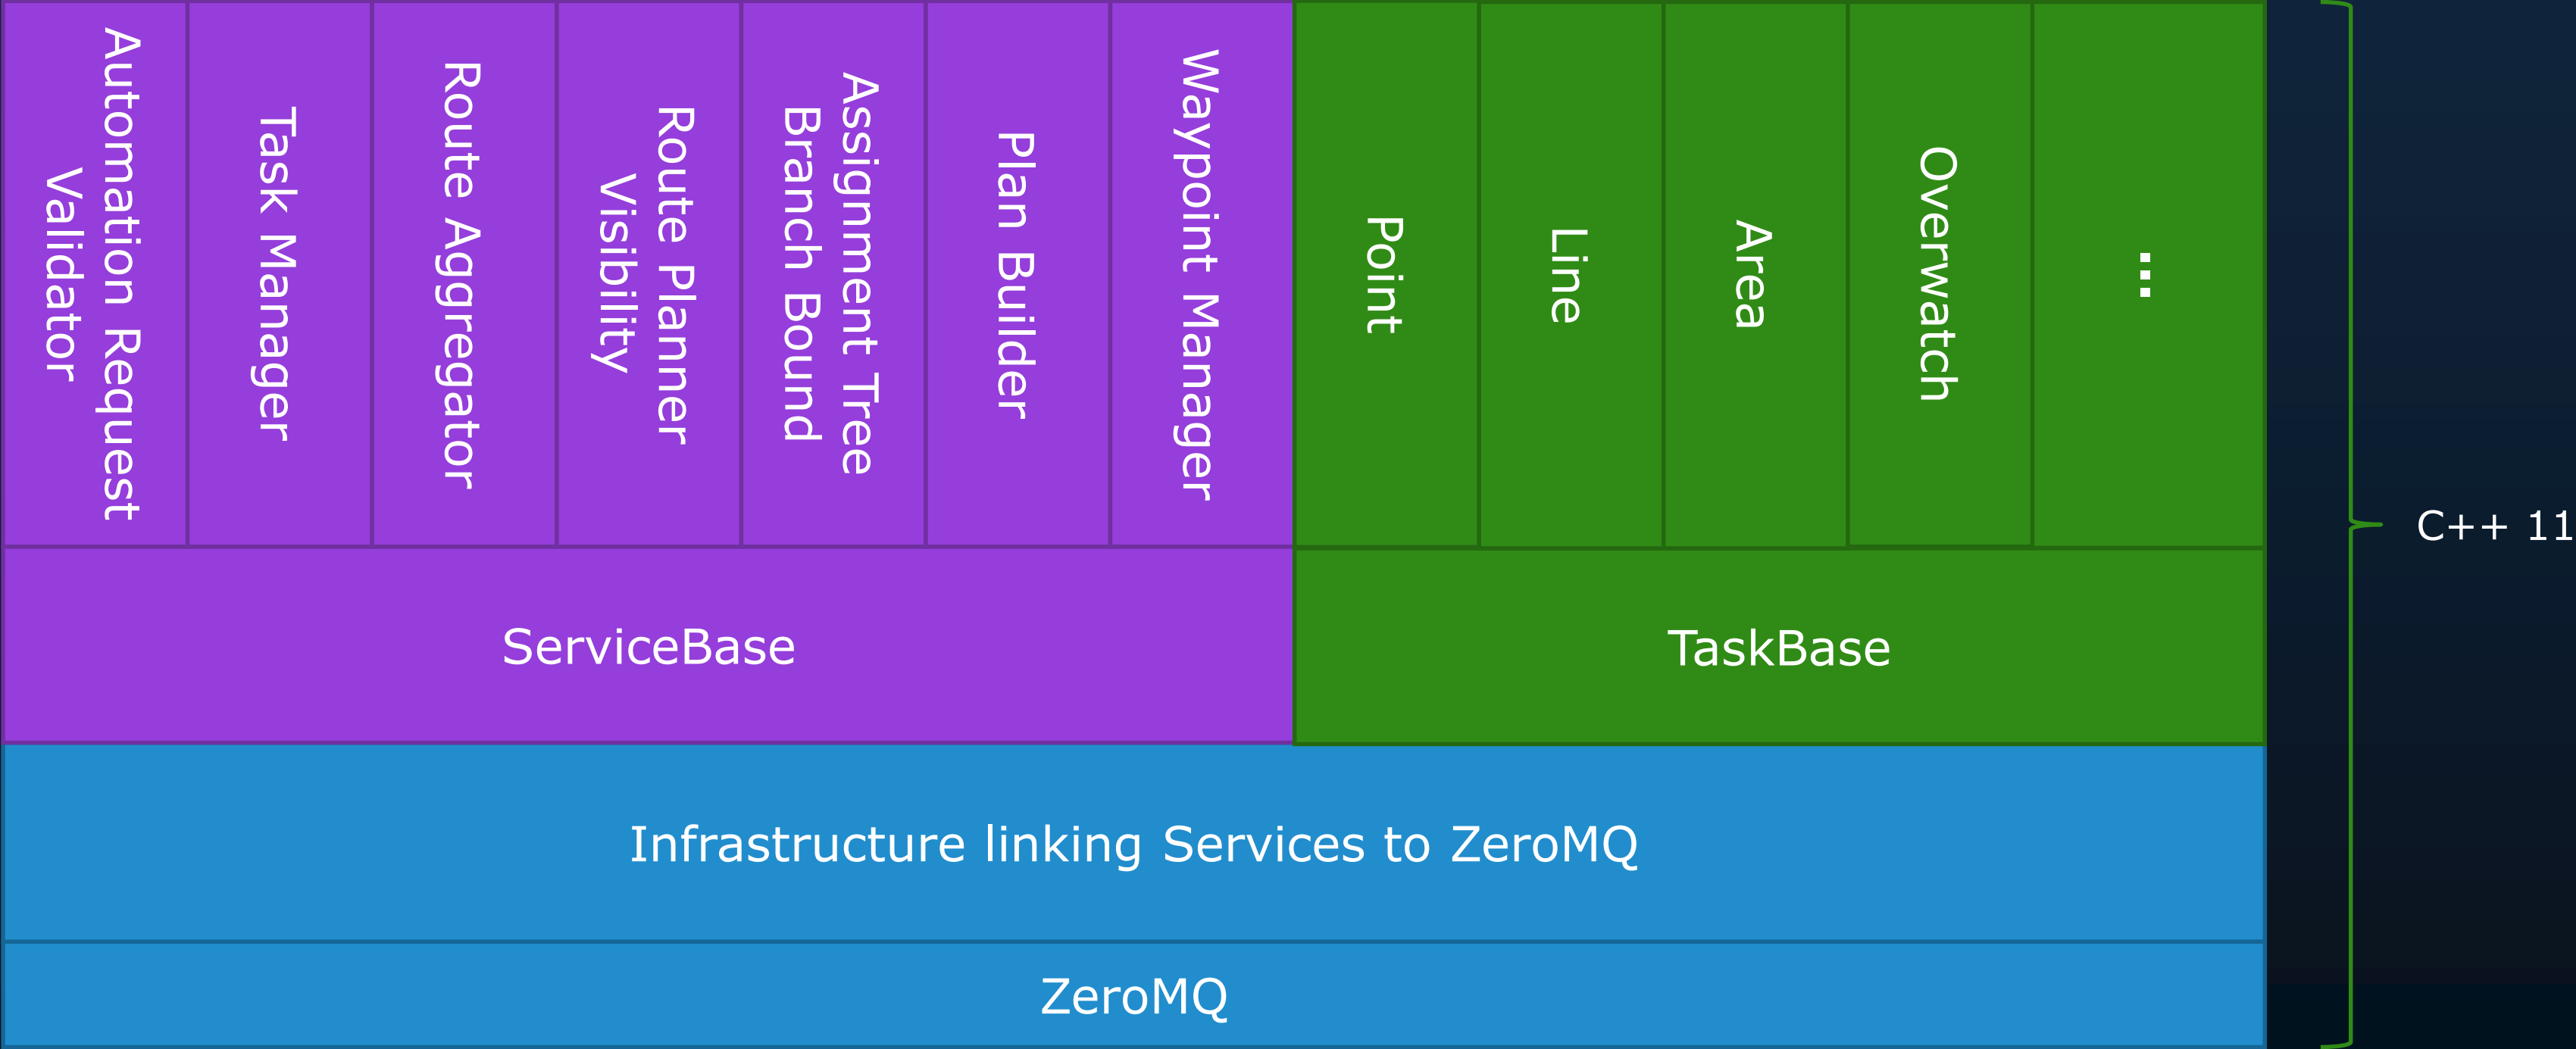 Automation Request
Validator
Task Manager
Route Aggregator
Route Planner
Visibility
Assignment Tree
Branch Bound
Plan Builder
Waypoint Manager
Point
Line
Area
Overwatch
...
ServiceBase
TaskBase
Infrastructure linking Services to ZeroMQ
ZeroMQ
C++ 11